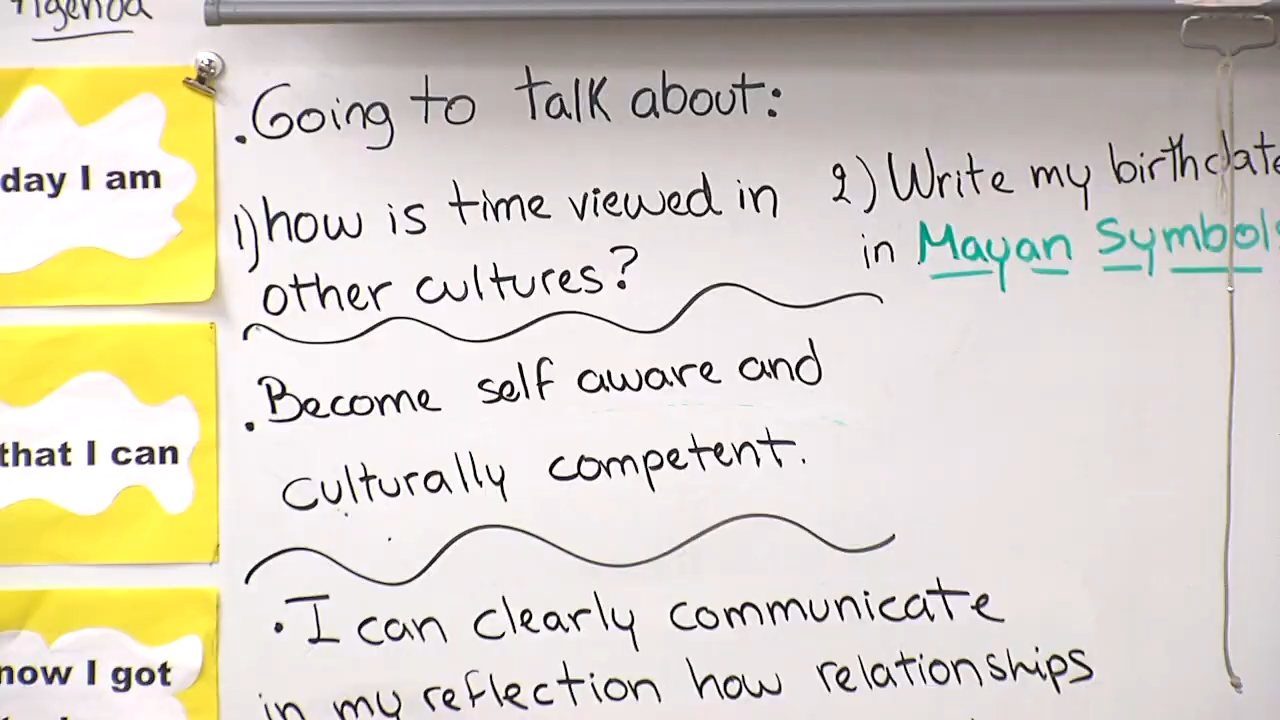 Agenda
day I am
. Going to talk about:
1) how is time viewed in
other cultures?
2) Write my birthdate
in Mayan Symbols
that I can
. Become self aware and
culturally competent.
now I got
. I can clearly communicate
in my reflection how relationships